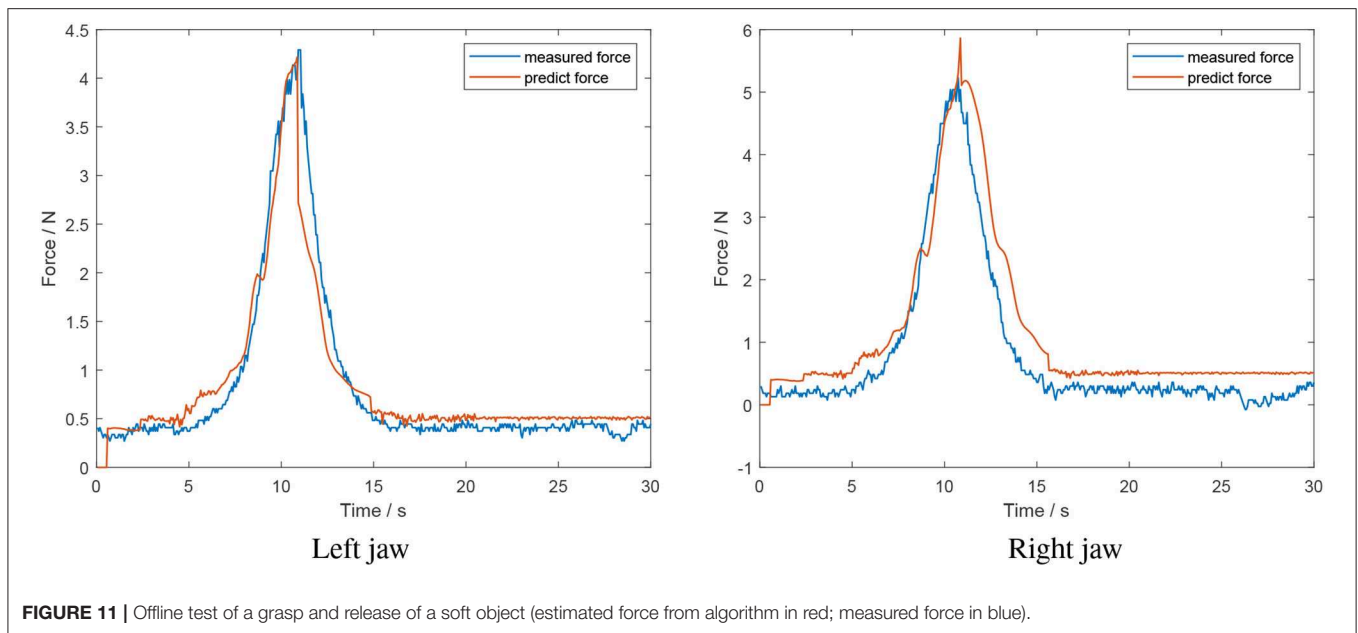 4.5
4
3.5
3
2.5
2
1.5
1
0.5
0
0
5
10
15
20
25
30
Force / N
Time / s
measured force
predict force
Left jaw
6
5
4
3
2
1
0
-1
0
5
10
15
20
25
30
Force / N
Time / s
measured force
predict force
Right jaw
FIGURE 11 | Offline test of a grasp and release of a soft object (estimated force from algorithm in red; measured force in blue).